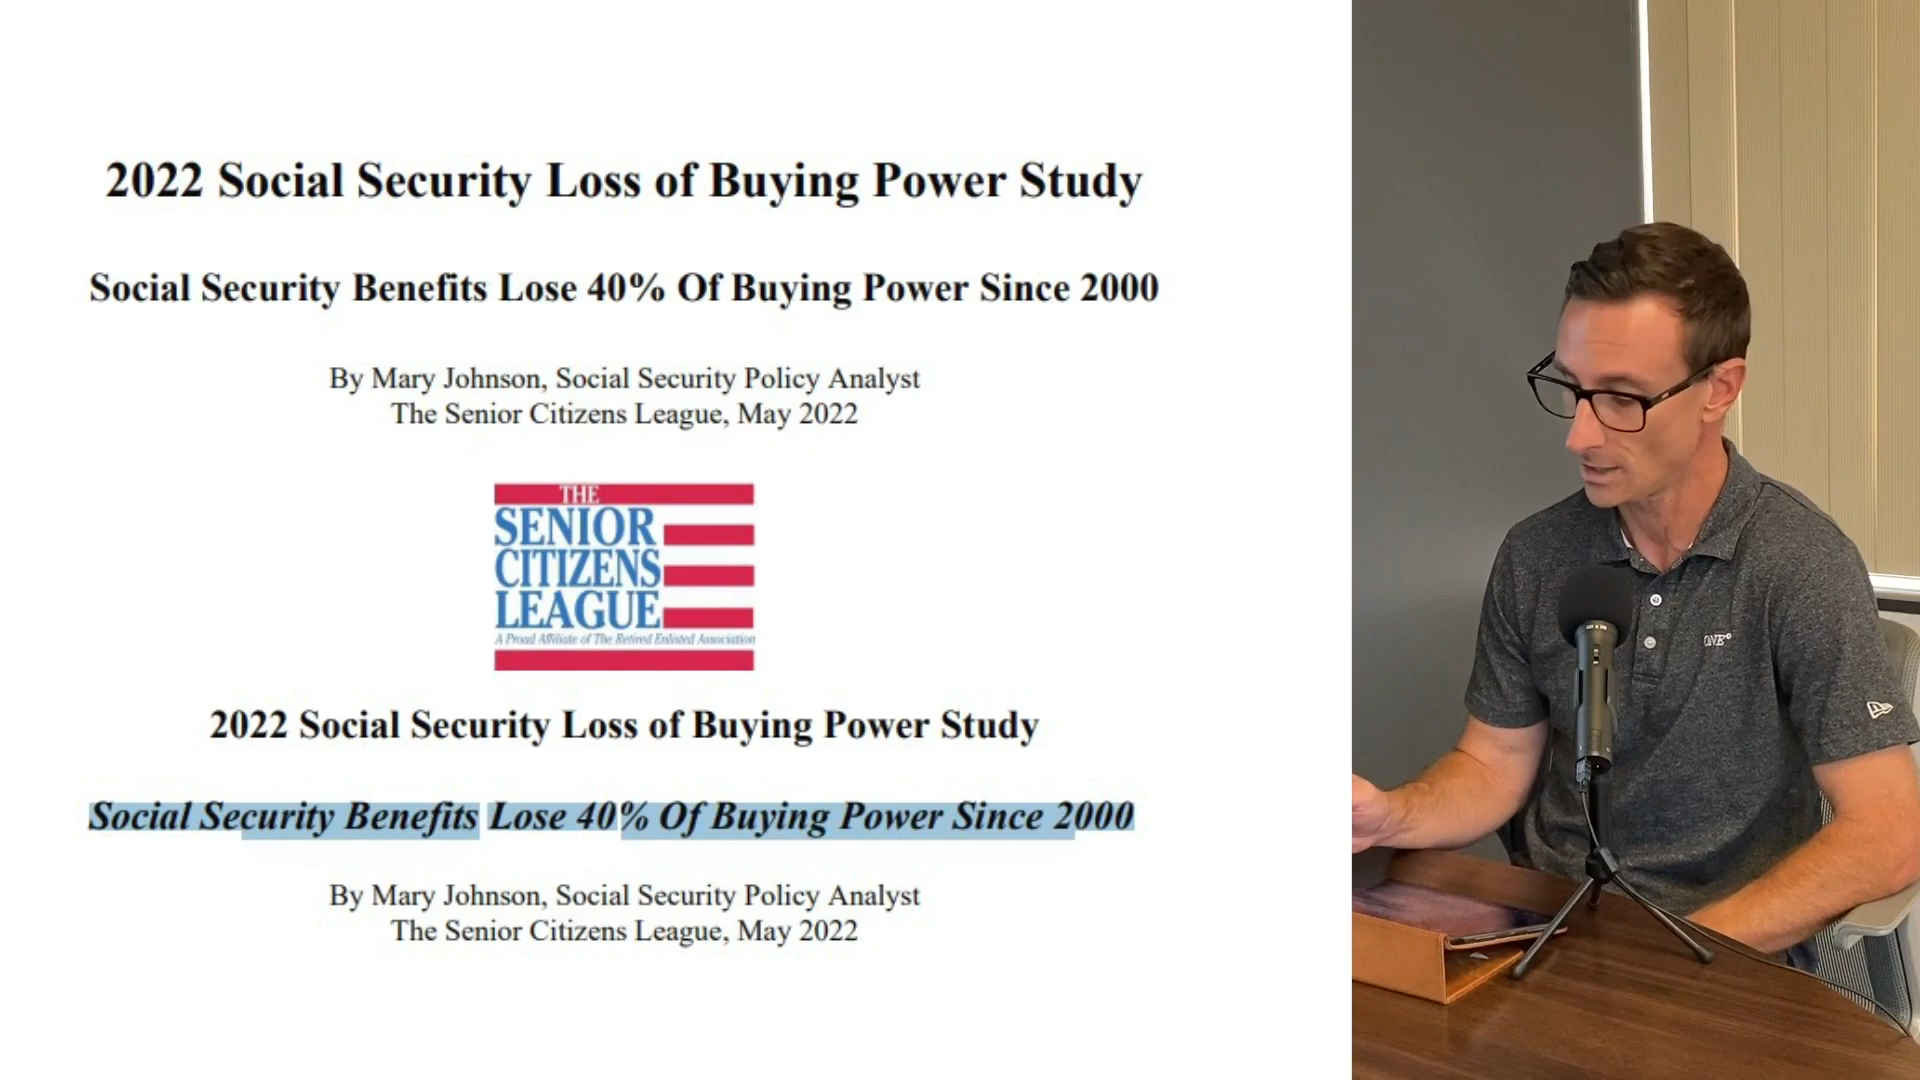 2022 Social Security Loss of Buying Power Study
Social Security Benefits Lose 40% Of Buying Power Since 2000
By Mary Johnson, Social Security Policy Analyst
The Senior Citizens League, May 2022
THE
SENIOR
CITIZENS
LEAGUE
A Proud Affiliate of The Retired Enlisted Association
2022 Social Security Loss of Buying Power Study
Social Security Benefits Lose 40% Of Buying Power Since 2000
By Mary Johnson, Social Security Policy Analyst
The Senior Citizens League, May 2022
ONE